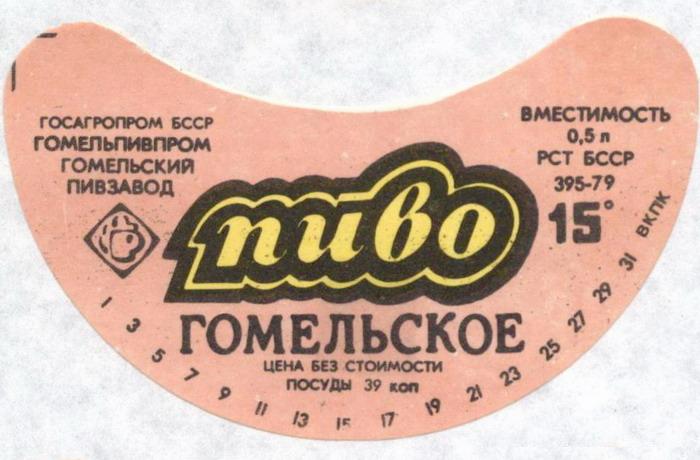 ГОСАГРОПРОМ БССР
ГОМЕЛЬПИВПРОМ
ГОМЕЛЬСКИЙ
ПИВЗАВОД
ВМЕСТИМОСТЬ
0,5 л
РСТ БССР
395-79
15°
пиво
ГОМЕЛЬСКОЕ
ЦЕНА БЕЗ СТОИМОСТИ
ПОСУДЫ 39 коп
1 3 5 7 9 11 13 15 17 19 21 23 25 27 29 31 ВКПК